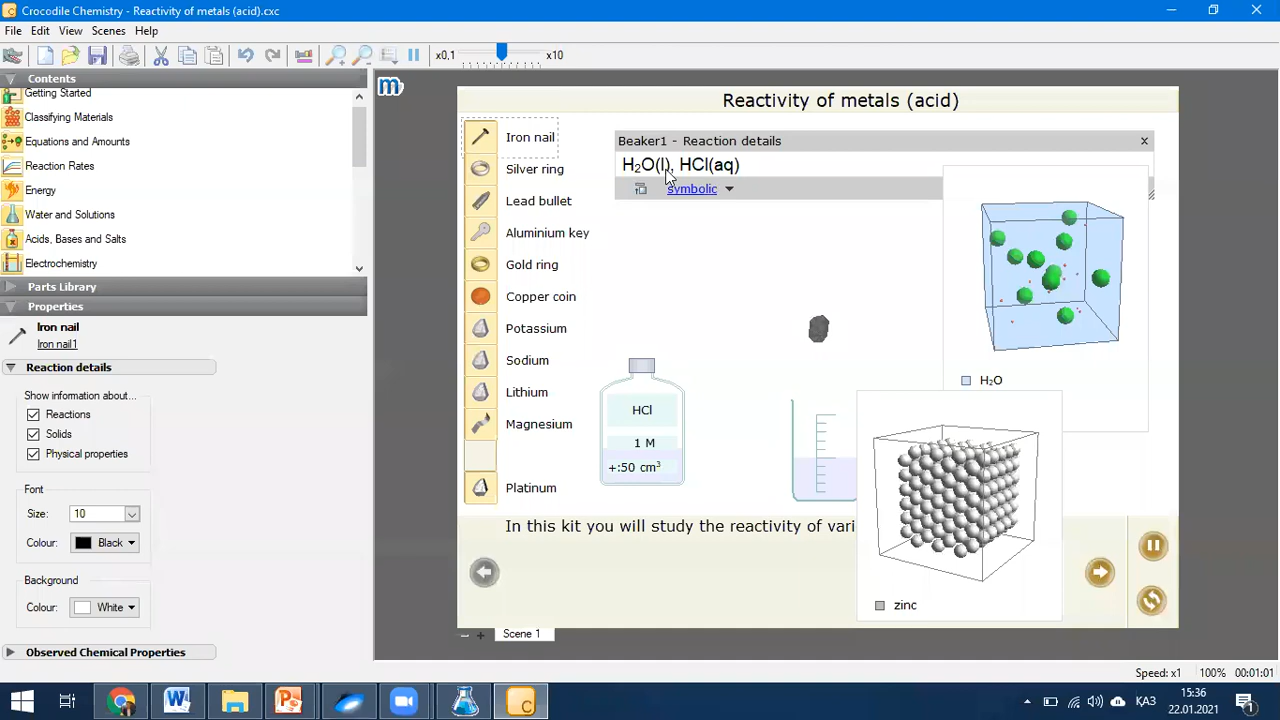 Crocodile Chemistry - Reactivity of metals (acid).cxc
File Edit View Scenes Help
x0,1 x10
Contents
Getting Started
Classifying Materials
Equations and Amounts
Reaction Rates
Energy
Water and Solutions
Acids, Bases and Salts
Electrochemistry
Parts Library
Properties
Iron nail
Iron nail1
Reaction details
Show information about...
Reactions
Solids
Physical properties
Font
Size: 10
Colour: Black
Background
Colour: White
Observed Chemical Properties
m
Reactivity of metals (acid)
Iron nail
Silver ring
Lead bullet
Aluminium key
Gold ring
Copper coin
Potassium
Sodium
Lithium
Magnesium
Platinum
Beaker1 - Reaction details x
H₂O(l), HCl(aq)
symbolic
H₂O
HCl
1 M
+:50 cm³
zinc
In this kit you will study the reactivity of vari
Scene 1
Speed: x1 100% 00:01:01
W P C
КАЗ
15:36
22.01.2021
1